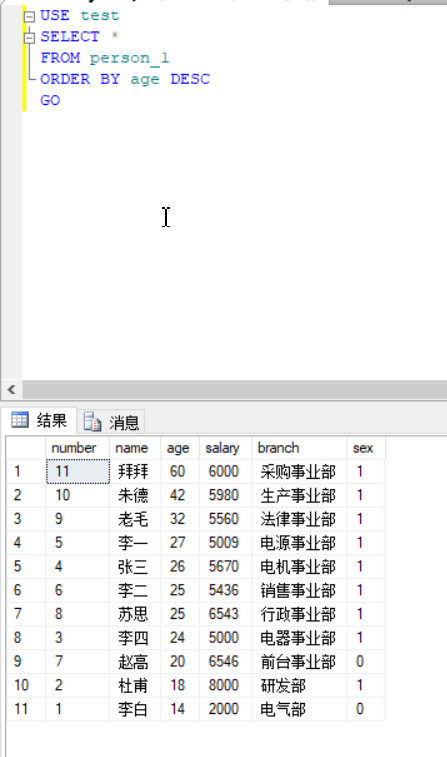 USE test
SELECT *
FROM person_1
ORDER BY age DESC
GO
结果 消息
number name age salary branch sex
1 11 拜拜 60 6000 采购事业部 1
2 10 朱德 42 5980 生产事业部 1
3 9 老毛 32 5560 法律事业部 1
4 5 李一 27 5009 电源事业部 1
5 4 张三 26 5670 电机事业部 1
6 6 李二 25 5436 销售事业部 1
7 8 苏思 25 6543 行政事业部 1
8 3 李四 24 5000 电器事业部 1
9 7 赵高 20 6546 前台事业部 0
10 2 杜甫 18 8000 研发部 1
11 1 李白 14 2000 电气部 0